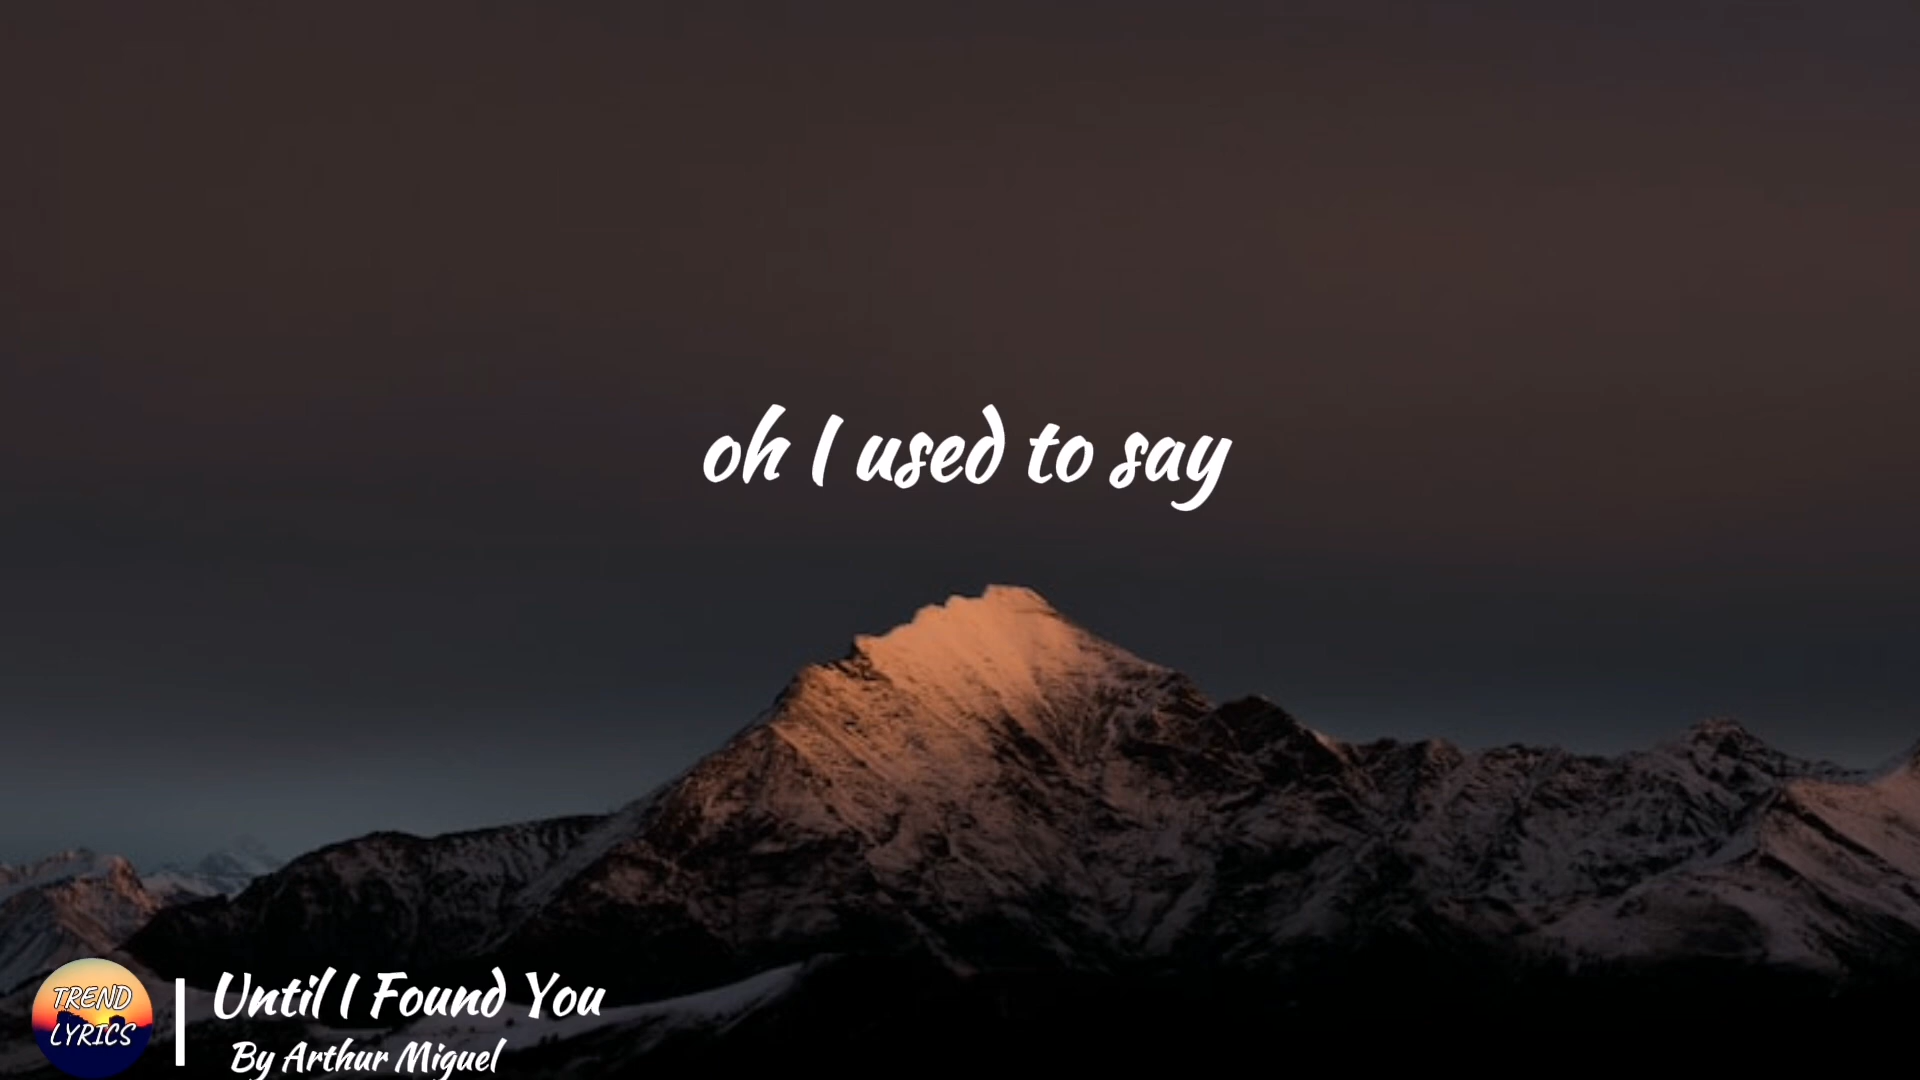 oh I used to say
TREND
LYRICS
Until I Found You
By Arthur Miguel